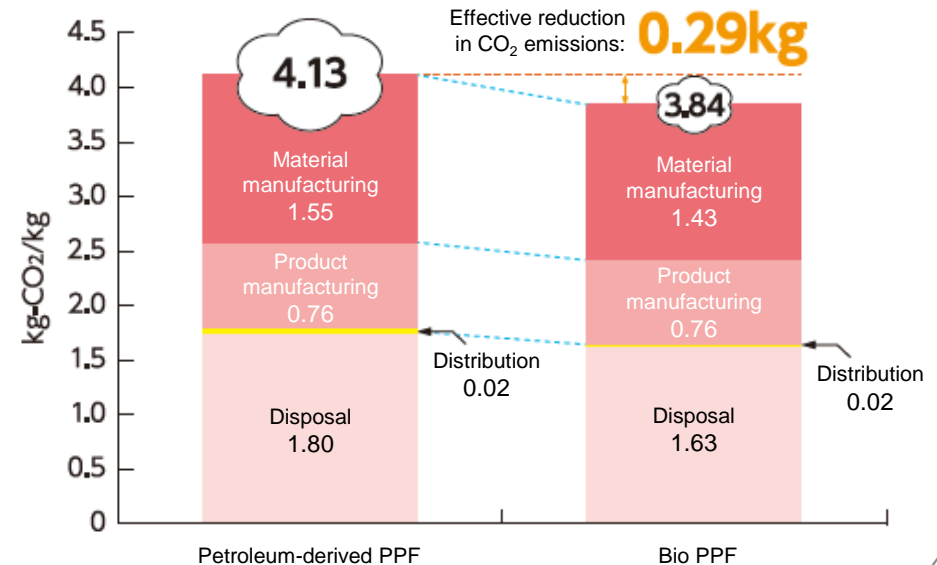 Effective reduction
in CO₂ emissions:
0.29kg
kg-CO₂/kg
4.5
4.0
3.5
3.0
2.5
2.0
1.5
1.0
0.5
0
4.13
Material
manufacturing
1.55
Product
manufacturing
0.76
Distribution
0.02
Disposal
1.80
3.84
Material
manufacturing
1.43
Product
manufacturing
0.76
Distribution
0.02
Disposal
1.63
Petroleum-derived PPF
Bio PPF